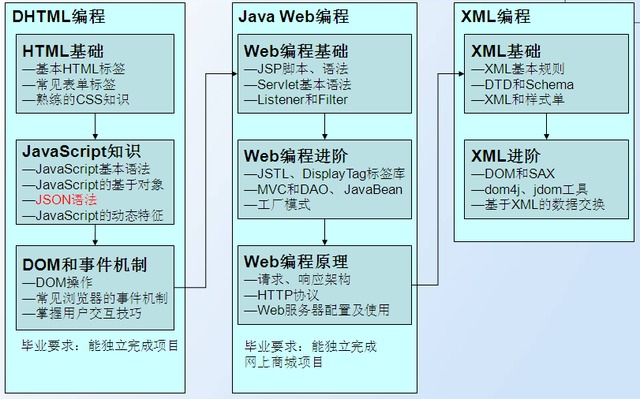 DHTML编程
HTML基础
—基本HTML标签
—常见表单标签
—熟练的CSS知识
JavaScript知识
—JavaScript基本语法
—JavaScript的基于对象
—JSON语法
—JavaScript的动态特征
DOM和事件机制
—DOM操作
—常见浏览器的事件机制
—掌握用户交互技巧
毕业要求：能独立完成项目
Java Web编程
Web编程基础
—JSP脚本、语法
—Servlet基本语法
—Listener和Filter
Web编程进阶
—JSTL、DisplayTag标签库
—MVC和DAO、JavaBean
—工厂模式
Web编程原理
—请求、响应架构
—HTTP协议
—Web服务器配置及使用
毕业要求：能独立完成
网上商城项目
XML编程
XML基础
—XML基本规则
—DTD和Schema
—XML和样式单
XML进阶
—DOM和SAX
—dom4j、jdom工具
—基于XML的数据交换